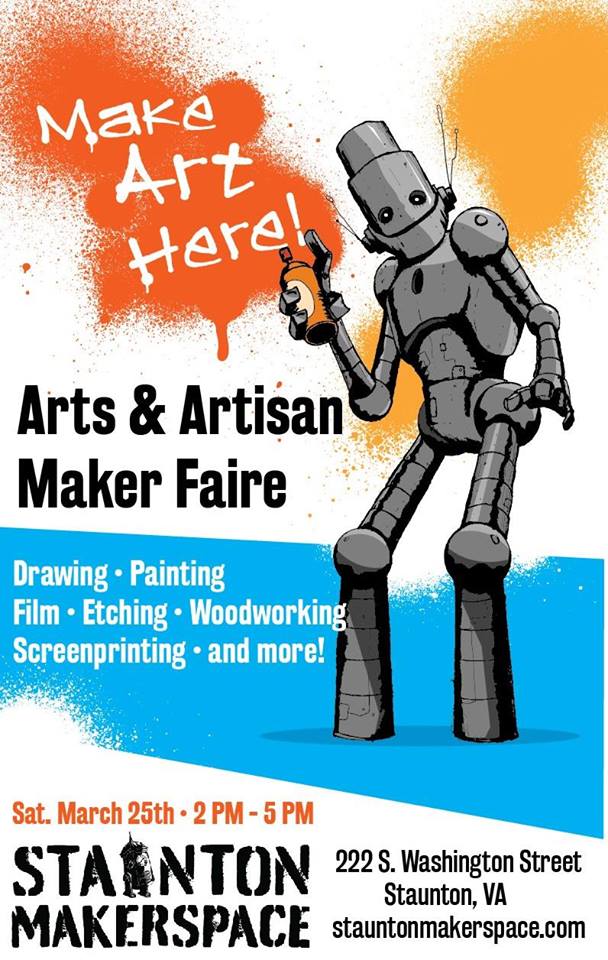 Make
Art
Here!
Arts & Artisan
Maker Faire
Drawing • Painting
Film • Etching • Woodworking
Screenprinting • and more!
Sat. March 25th • 2 PM - 5 PM
STAUNTON
MAKERSPACE
222 S. Washington Street
Staunton, VA
stauntonmakerspace.com